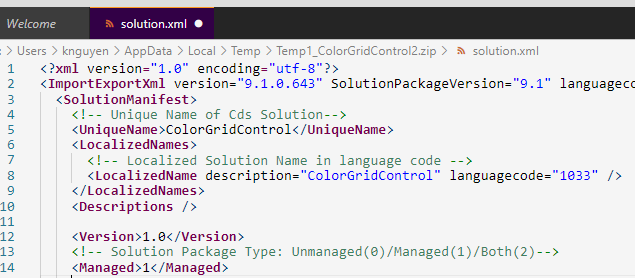 Welcome
solution.xml
Users > knguyen > AppData > Local > Temp > Temp1_ColorGridControl2.zip > solution.xml
1 <?xml version="1.0" encoding="utf-8"?>
2 <ImportExportXml version="9.1.0.643" SolutionPackageVersion="9.1" languagec
3 <SolutionManifest>
4 <!-- Unique Name of Cds Solution-->
5 <UniqueName>ColorGridControl</UniqueName>
6 <LocalizedNames>
7 <!-- Localized Solution Name in language code -->
8 <LocalizedName description="ColorGridControl" languagecode="1033" />
9 </LocalizedNames>
10 <Descriptions />
11
12 <Version>1.0</Version>
13 <!-- Solution Package Type: Unmanaged(0)/Managed(1)/Both(2)-->
14 <Managed>1</Managed>